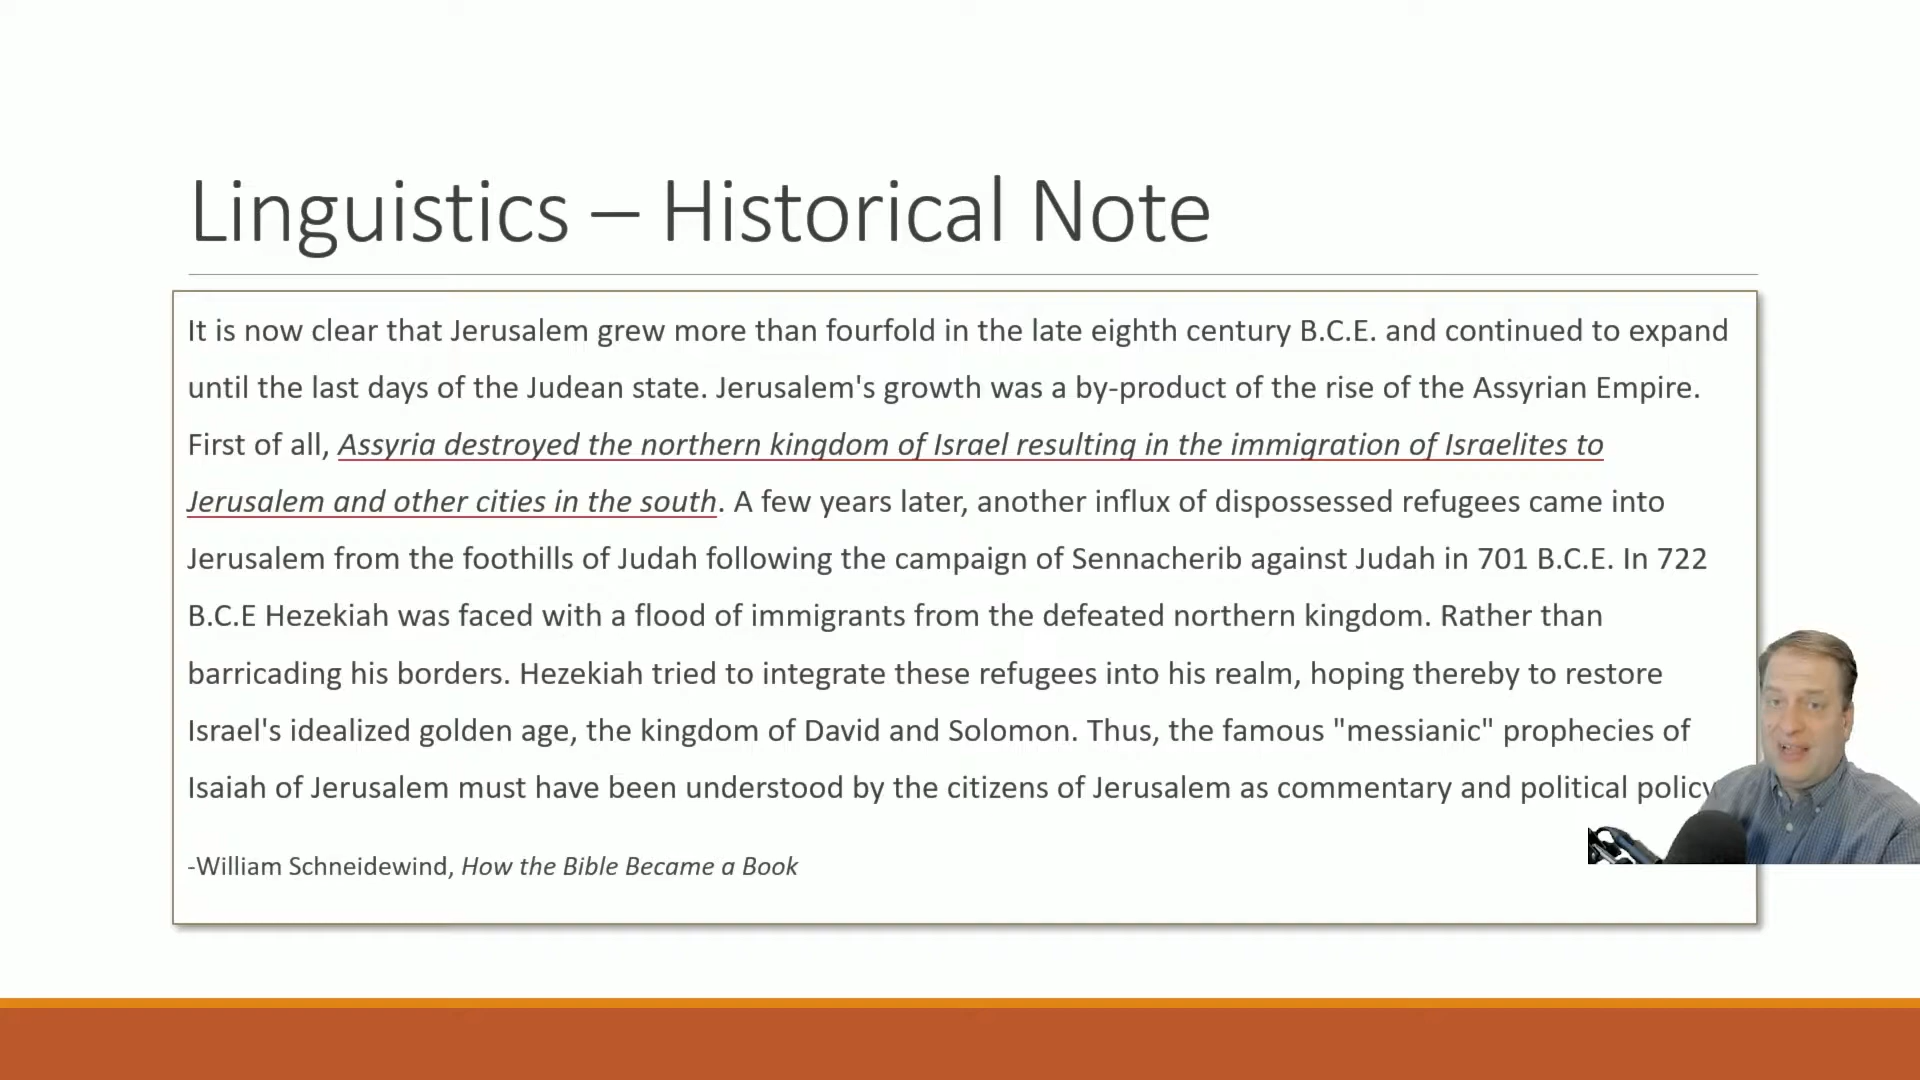 Linguistics – Historical Note
It is now clear that Jerusalem grew more than fourfold in the late eighth century B.C.E. and continued to expand
until the last days of the Judean state. Jerusalem's growth was a by-product of the rise of the Assyrian Empire.
First of all, Assyria destroyed the northern kingdom of Israel resulting in the immigration of Israelites to
Jerusalem and other cities in the south. A few years later, another influx of dispossessed refugees came into
Jerusalem from the foothills of Judah following the campaign of Sennacherib against Judah in 701 B.C.E. In 722
B.C.E Hezekiah was faced with a flood of immigrants from the defeated northern kingdom. Rather than
barricading his borders. Hezekiah tried to integrate these refugees into his realm, hoping thereby to restore
Israel's idealized golden age, the kingdom of David and Solomon. Thus, the famous "messianic" prophecies of
Isaiah of Jerusalem must have been understood by the citizens of Jerusalem as commentary and political policy
-William Schneidewind, How the Bible Became a Book